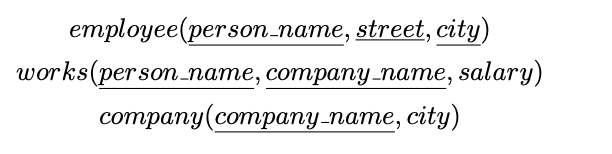 employee(person_name, street, city)
works(person_name, company_name, salary)
company(company_name, city)